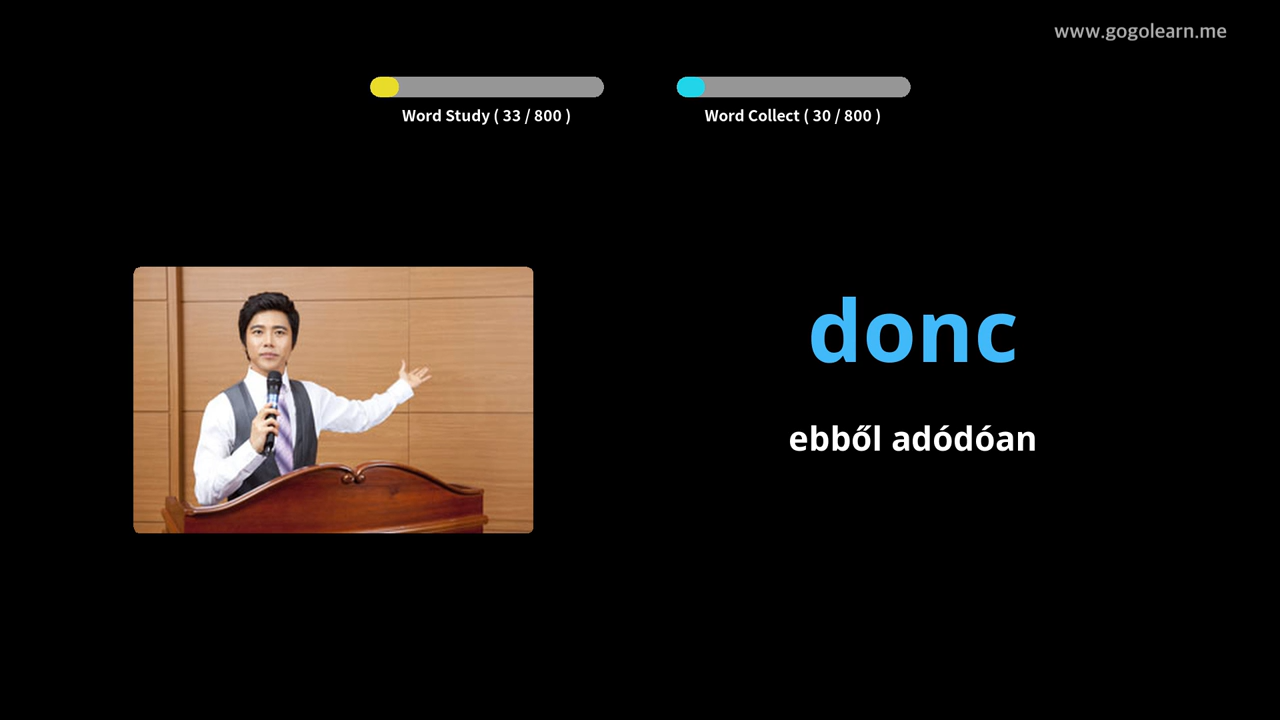 www.gogolearn.me
Word Study ( 33 / 800 )
Word Collect ( 30 / 800 )
donc
ebből adódóan